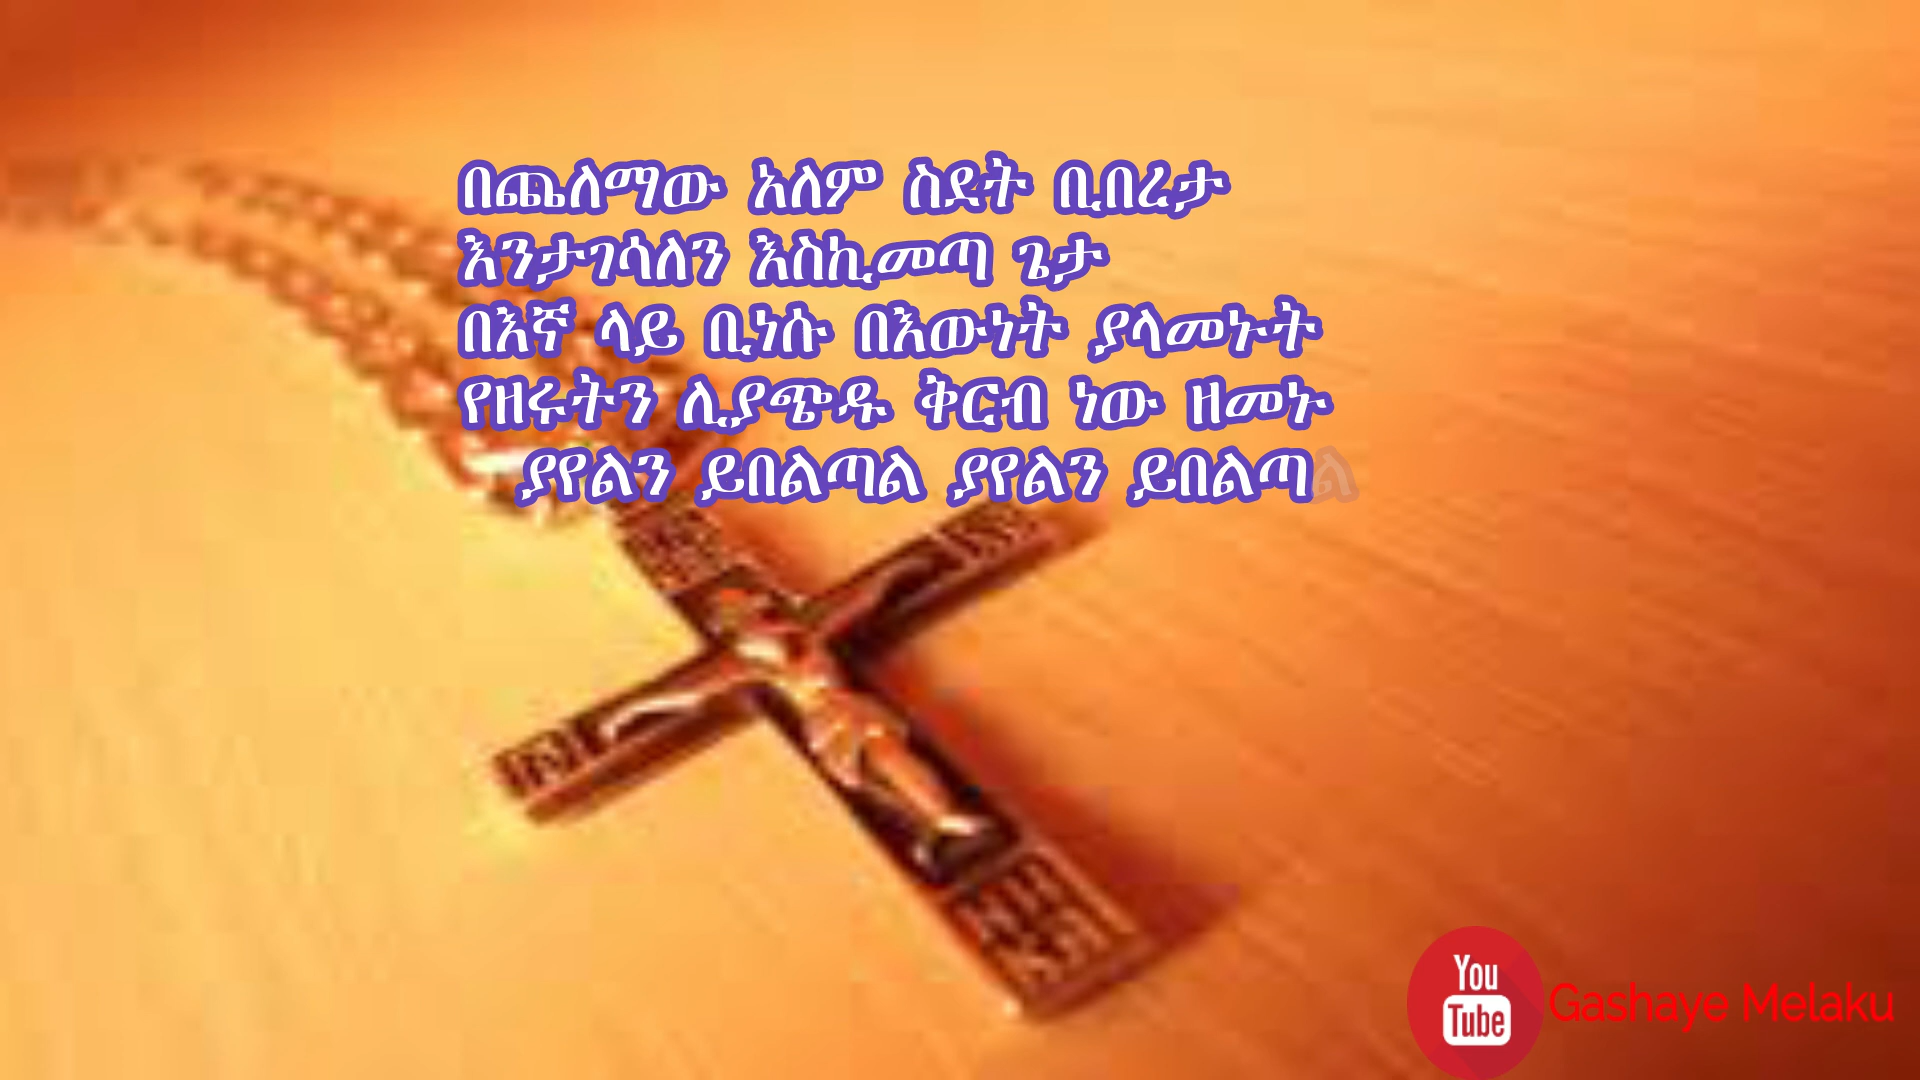 በጨለማው አለም ስደት ቢበረታ
እንታገሳለን እስኪመጣ ጌታ
በእኛ ላይ ቢነሱ በእውነት ያላመኑት
የዘሩትን ሊያጭዱ ቅርብ ነው ዘመኑ
ያየልን ይበልጣል ያየልን ይበልጣል
You
Tube
Gashaye Melaku